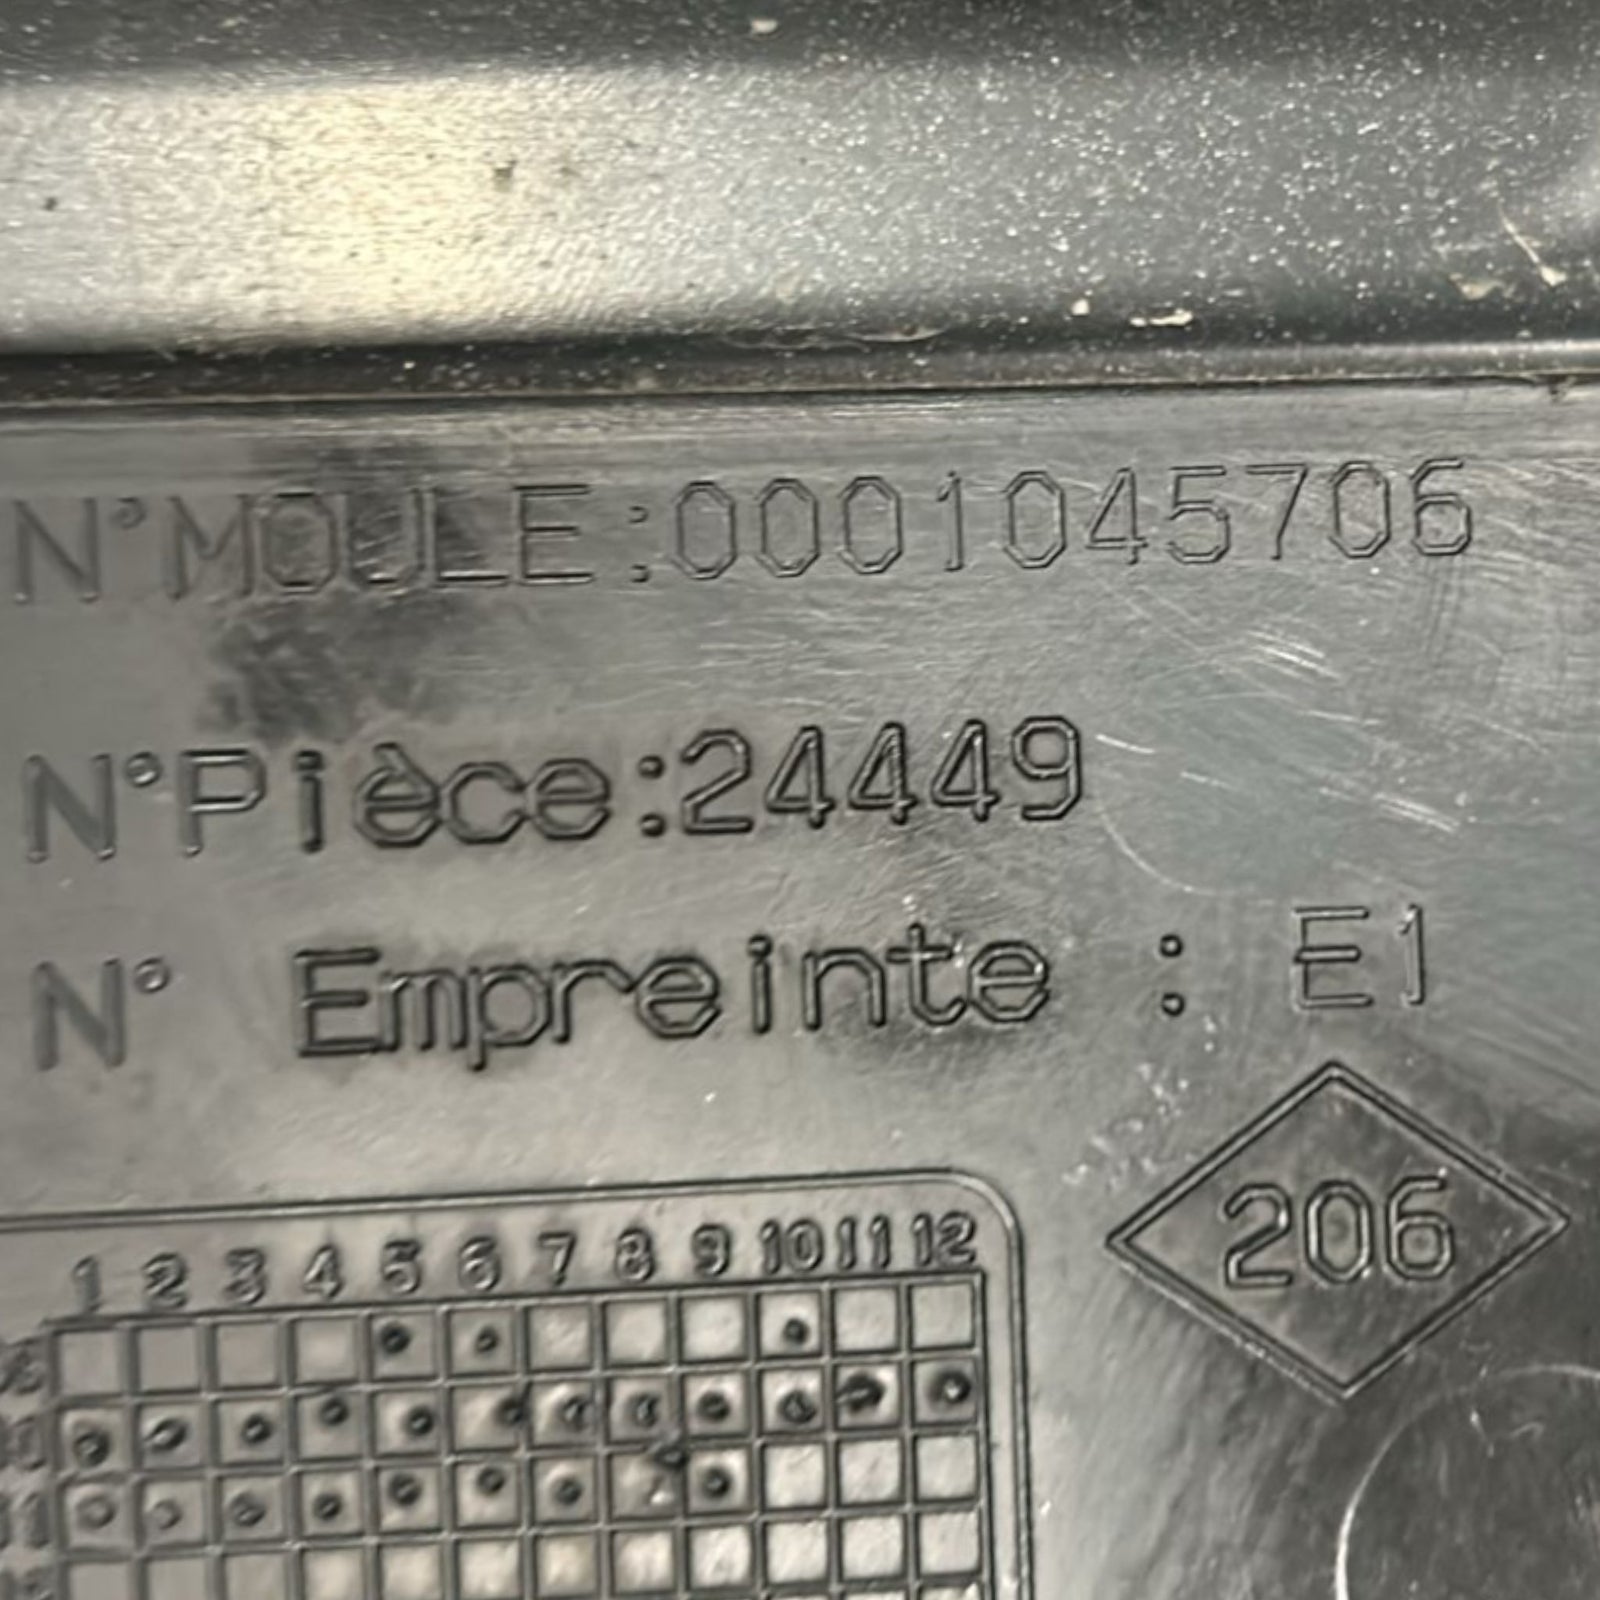 N°MOULE:0001045706
N°Pièce:24449
N° Empreinte : E1
206
1 2 3 4 5 6 7 8 9 10 11 12